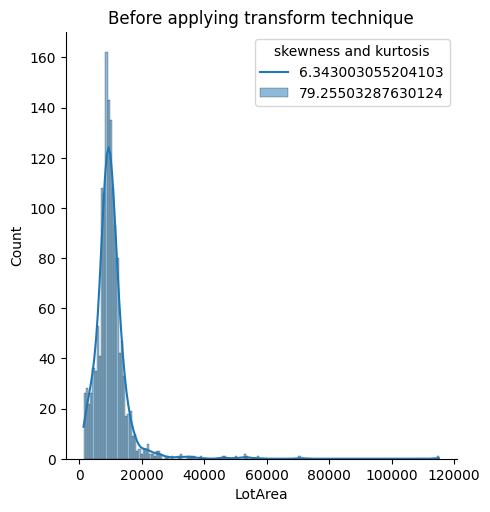 Before applying transform technique
skewness and kurtosis
6.343003055204103
79.25503287630124
160
140
120
100
80
60
40
20
0
Count
0 20000 40000 60000 80000 100000 120000
LotArea